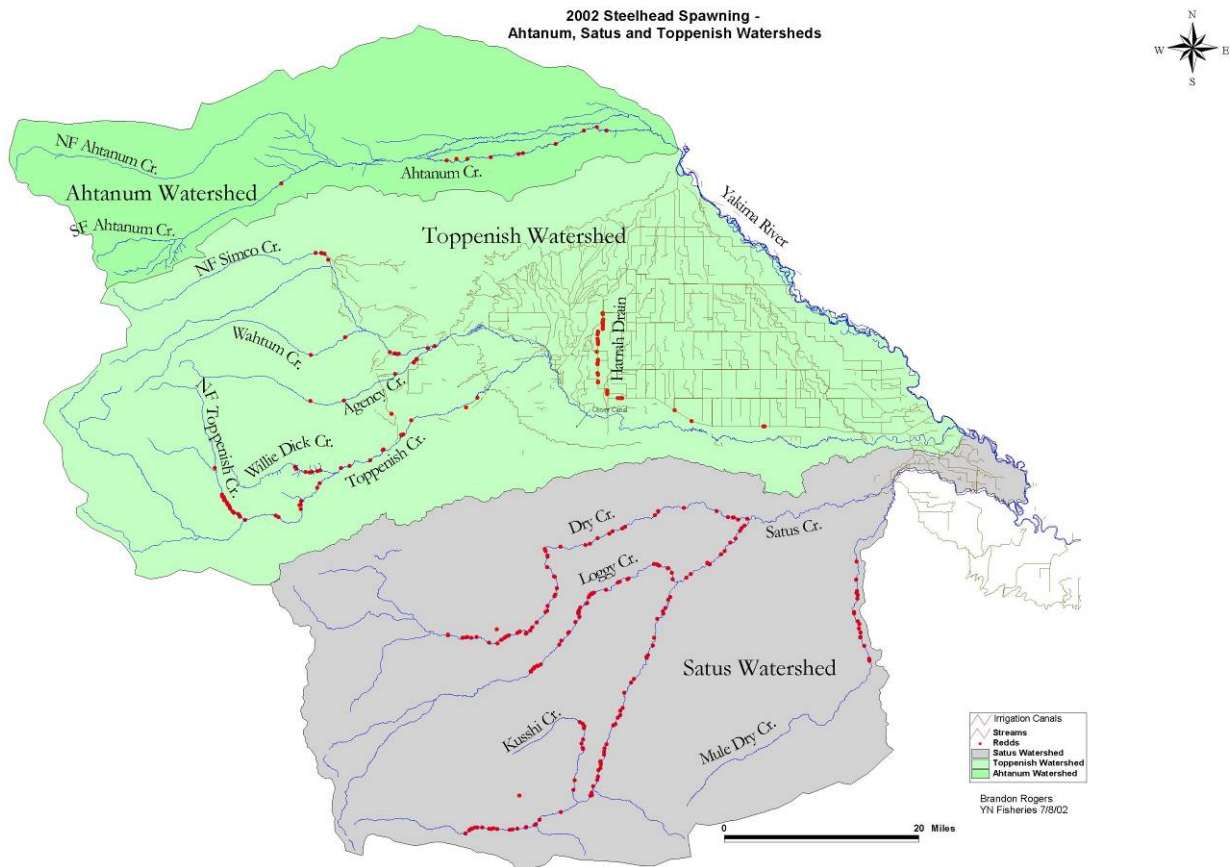 2002 Steelhead Spawning -
Ahtanum, Satus and Toppenish Watersheds
N
W
E
S
NF Ahtanum Cr.
Ahtanum Cr.
Ahtanum Watershed
SF Ahtanum Cr.
Yakima River
Toppenish Watershed
NF Simco Cr.
Harrah Drain
Wahtum Cr.
Agency Cr.
NF Toppenish Cr.
Willie Dick Cr.
Toppenish Cr.
Dry Cr.
Satus Cr.
Loggy Cr.
Satus Watershed
Kusshi Cr.
Mule Dry Cr.
Irrigation Canals
Streams
Redds
Satus Watershed
Toppenish Watershed
Ahtanum Watershed
Brandon Rogers
YN Fisheries 7/8/02
0
20 Miles